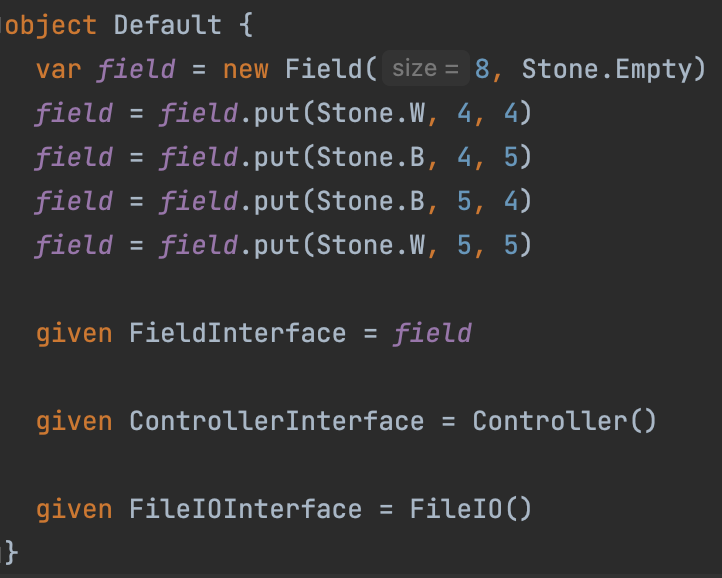 object Default {
var field = new Field( size = 8, Stone.Empty)
field = field.put(Stone.W, 4, 4)
field = field.put(Stone.B, 4, 5)
field = field.put(Stone.B, 5, 4)
field = field.put(Stone.W, 5, 5)
given FieldInterface = field
given ControllerInterface = Controller()
given FileIOInterface = FileIO()
}